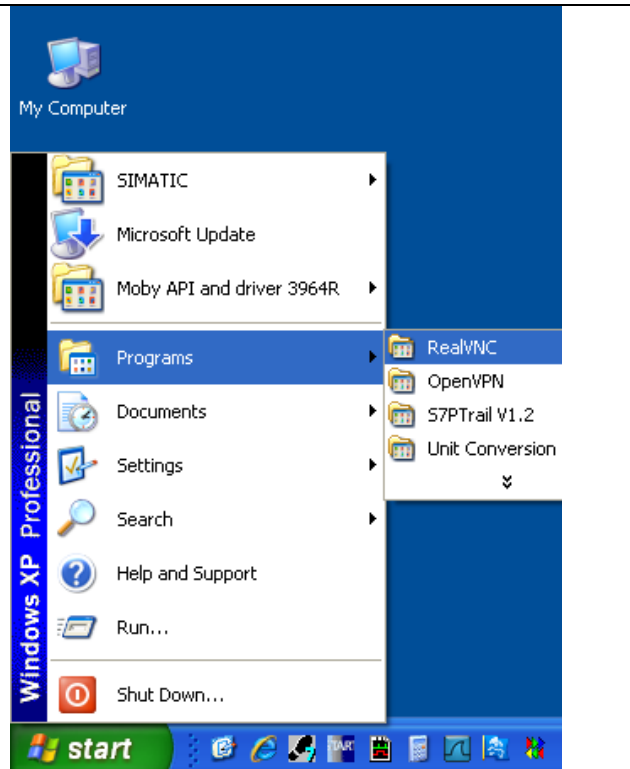 My Computer
SIMATIC
Microsoft Update
Moby API and driver 3964R
Programs
RealVNC
OpenVPN
S7PTrail V1.2
Unit Conversion
Documents
Settings
Search
Help and Support
Run...
Shut Down...
Windows XP Professional
start